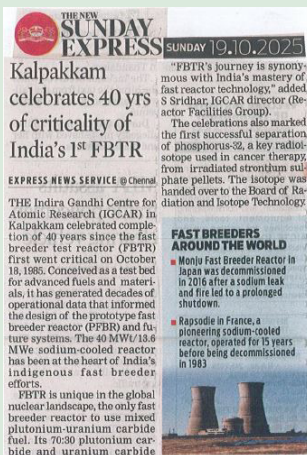 THE NEW
SUNDAY
EXPRESS
SUNDAY 19.10.2025
Kalpakkam
celebrates 40 yrs
of criticality of
India's 1st FBTR
EXPRESS NEWS SERVICE @ Chennai
THE Indira Gandhi Centre for
Atomic Research (IGCAR) in
Kalpakkam celebrated comple-
tion of 40 years since the fast
breeder test reactor (FBTR)
first went critical on October
18, 1985. Conceived as a test bed
for advanced fuels and materi-
als, it has generated decades of
operational data that informed
the design of the prototype fast
breeder reactor (PFBR) and fu-
ture systems. The 40 MWt/13.6
MWe sodium-cooled reactor
has been at the heart of India's
indigenous fast breeder
efforts.
FBTR is unique in the global
nuclear landscape, the only fast
breeder reactor to use mixed
plutonium-uranium carbide
fuel. Its 70:30 plutonium car-
bide and uranium carbide
"FBTR's journey is synony-
mous with India's mastery of
fast reactor technology," added
S Sridhar, IGCAR director (Re-
actor Facilities Group).
The celebrations also marked
the first successful separation
of phosphorus-32, a key radioi-
sotope used in cancer therapy,
from irradiated strontium sul-
phate pellets. The isotope was
handed over to the Board of Ra-
diation and Isotope Technology.
FAST BREEDERS
AROUND THE WORLD
Monju Fast Breeder Reactor in
Japan was decommissioned
in 2016 after a sodium leak
and fire led to a prolonged
shutdown.
Rapsodie in France, a
pioneering sodium-cooled
reactor, operated for 15 years
before being decommissioned
in 1983